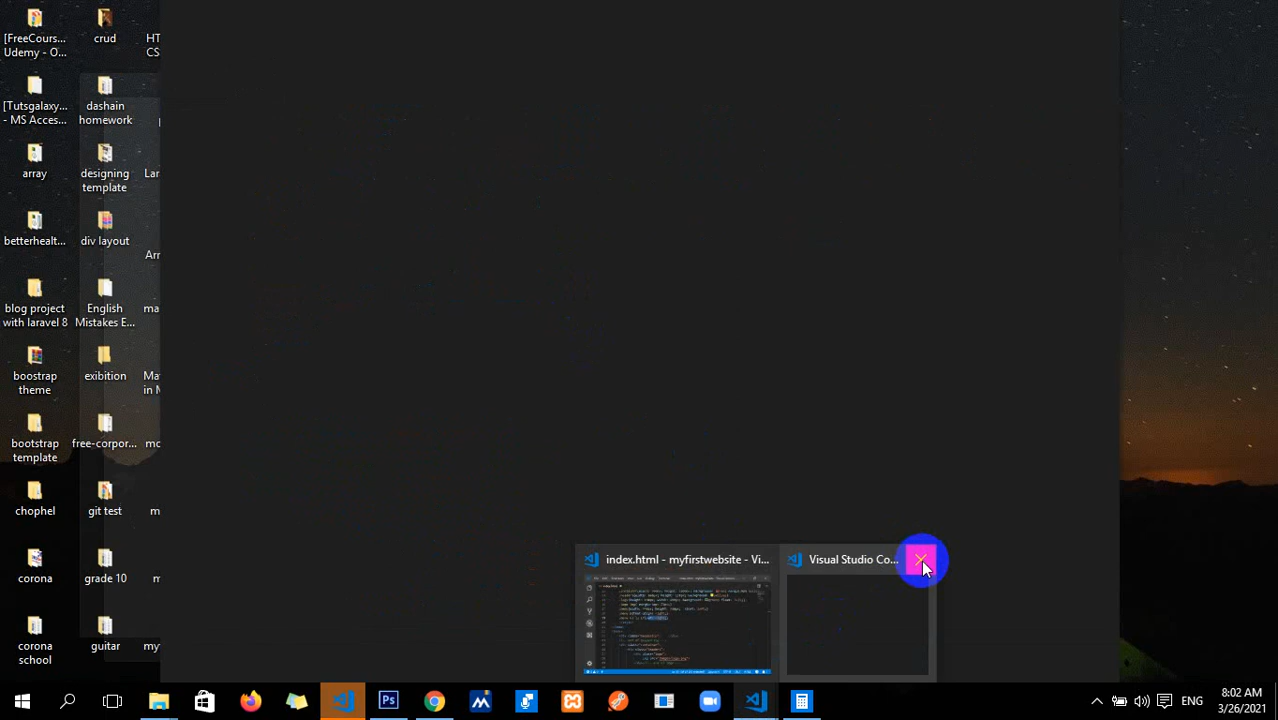 [FreeCours...
Udemy - O...
crud
HT
CS
[Tutsgalaxy...
- MS Acces...
dashain
homework
array
designing
template
Lar
betterhealt...
div layout
Arr
blog project
with laravel 8
English
Mistakes E...
ma
boostrap
theme
exibition
Mat
in M
bootstrap
template
free-corpor...
mc
chophel
git test
m
corona
grade 10
m
corona
school
guitar
my
index.html - myfirstwebsite - Vi...
Visual Studio Co...
ENG
8:02 AM
3/26/2021